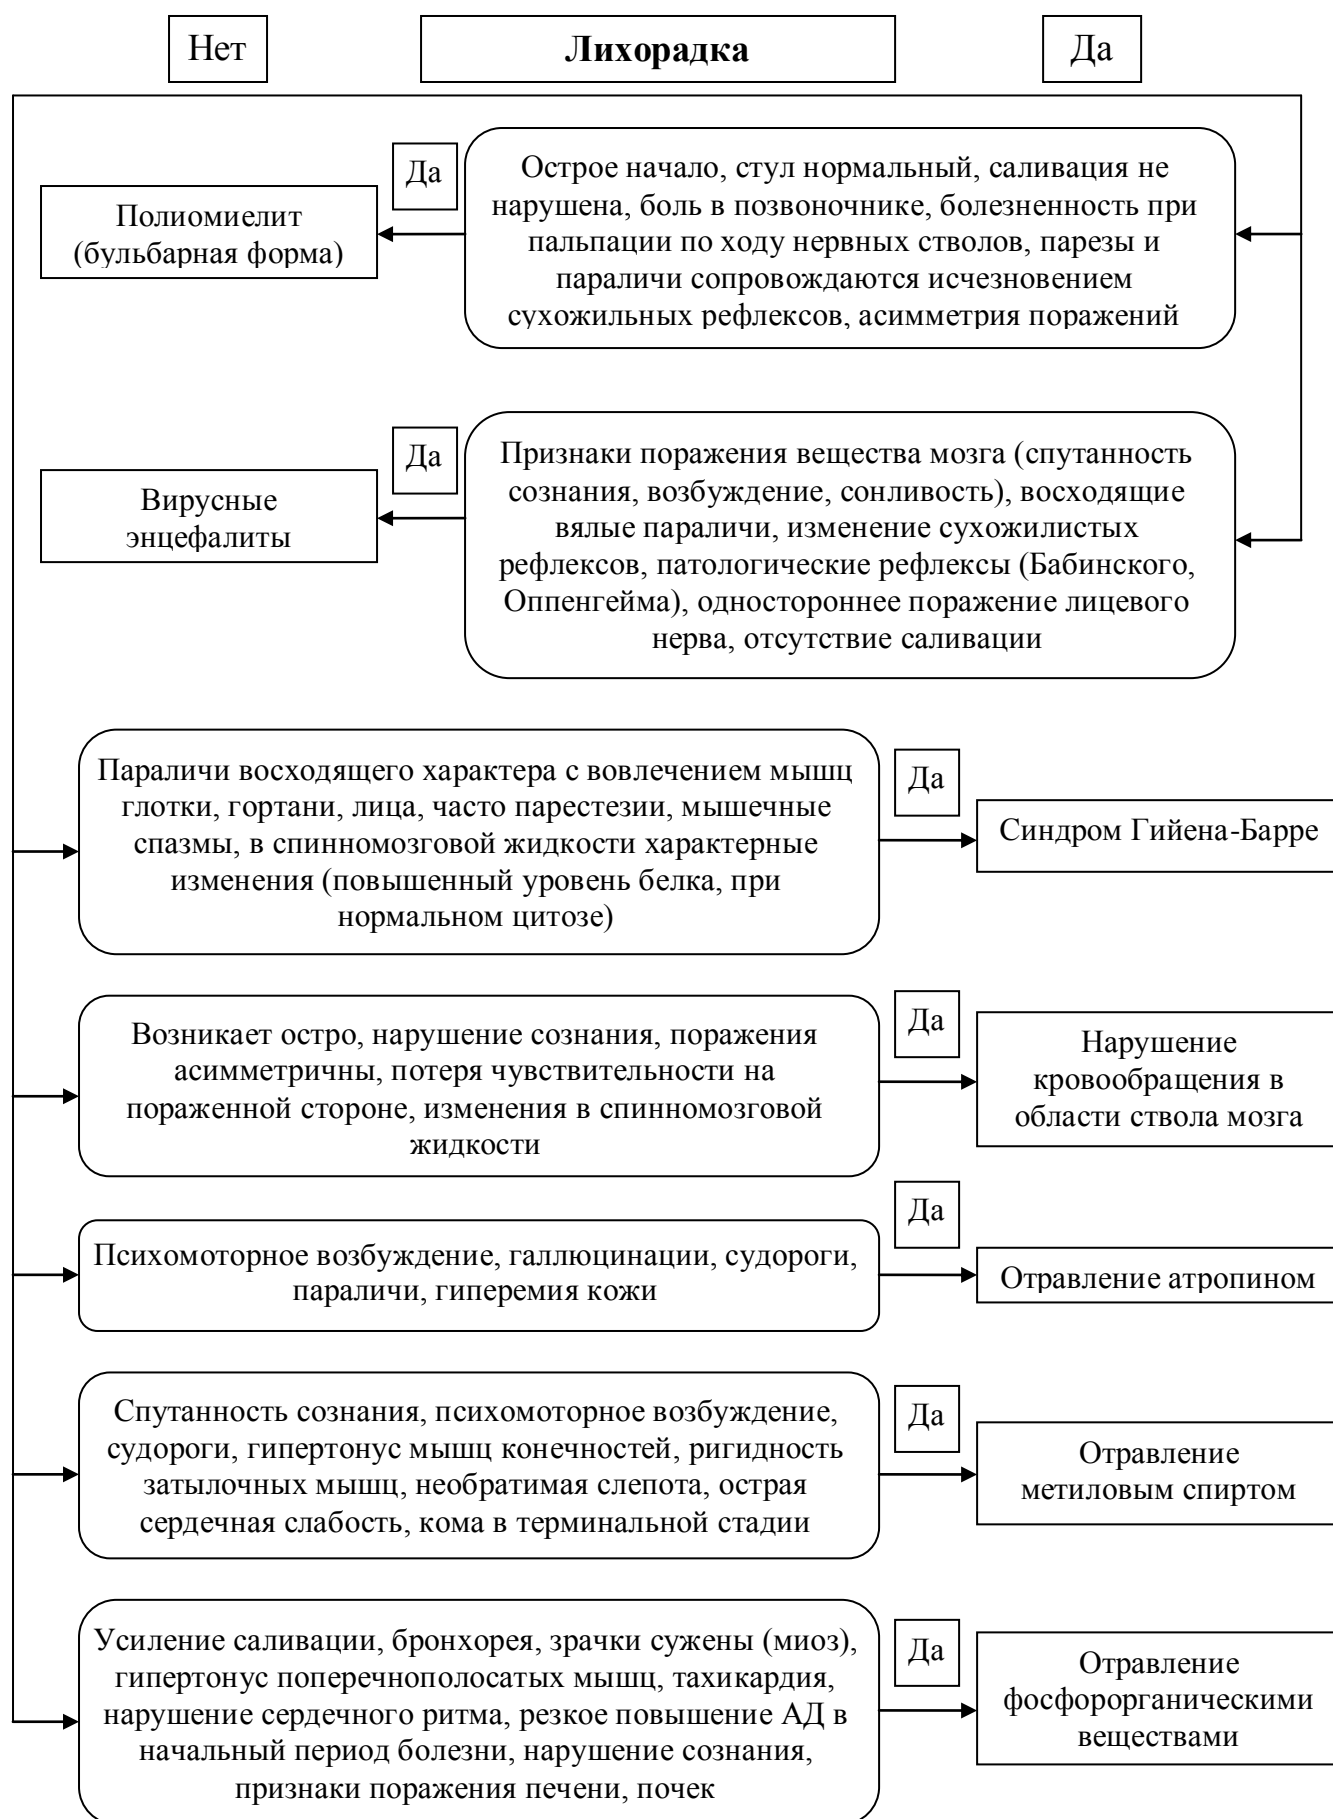 Нет
Лихорадка
Да
Да
Острое начало, стул нормальный, саливация не
нарушена, боль в позвоночнике, болезненность при
пальпации по ходу нервных стволов, парезы и
параличи сопровождаются исчезновением
сухожильных рефлексов, асимметрия поражений
Полиомиелит
(бульбарная форма)
Да
Признаки поражения вещества мозга (спутанность
сознания, возбуждение, сонливость), восходящие
вялые параличи, изменение сухожилистых
рефлексов, патологические рефлексы (Бабинского,
Оппенгейма), одностороннее поражение лицевого
нерва, отсутствие саливации
Вирусные
энцефалиты
Параличи восходящего характера с вовлечением мышц
глотки, гортани, лица, часто парестезии, мышечные
спазмы, в спинномозговой жидкости характерные
изменения (повышенный уровень белка, при
нормальном цитозе)
Да
Синдром Гийена-Барре
Возникает остро, нарушение сознания, поражения
асимметричны, потеря чувствительности на
пораженной стороне, изменения в спинномозговой
жидкости
Да
Нарушение
кровообращения в
области ствола мозга
Психомоторное возбуждение, галлюцинации, судороги,
параличи, гиперемия кожи
Да
Отравление атропином
Спутанность сознания, психомоторное возбуждение,
судороги, гипертонус мышц конечностей, ригидность
затылочных мышц, необратимая слепота, острая
сердечная слабость, кома в терминальной стадии
Да
Отравление
метиловым спиртом
Усиление саливации, бронхорея, зрачки сужены (миоз),
гипертонус поперечнополосатых мышц, тахикардия,
нарушение сердечного ритма, резкое повышение АД в
начальный период болезни, нарушение сознания,
признаки поражения печени, почек
Да
Отравление
фосфорорганическими
веществами